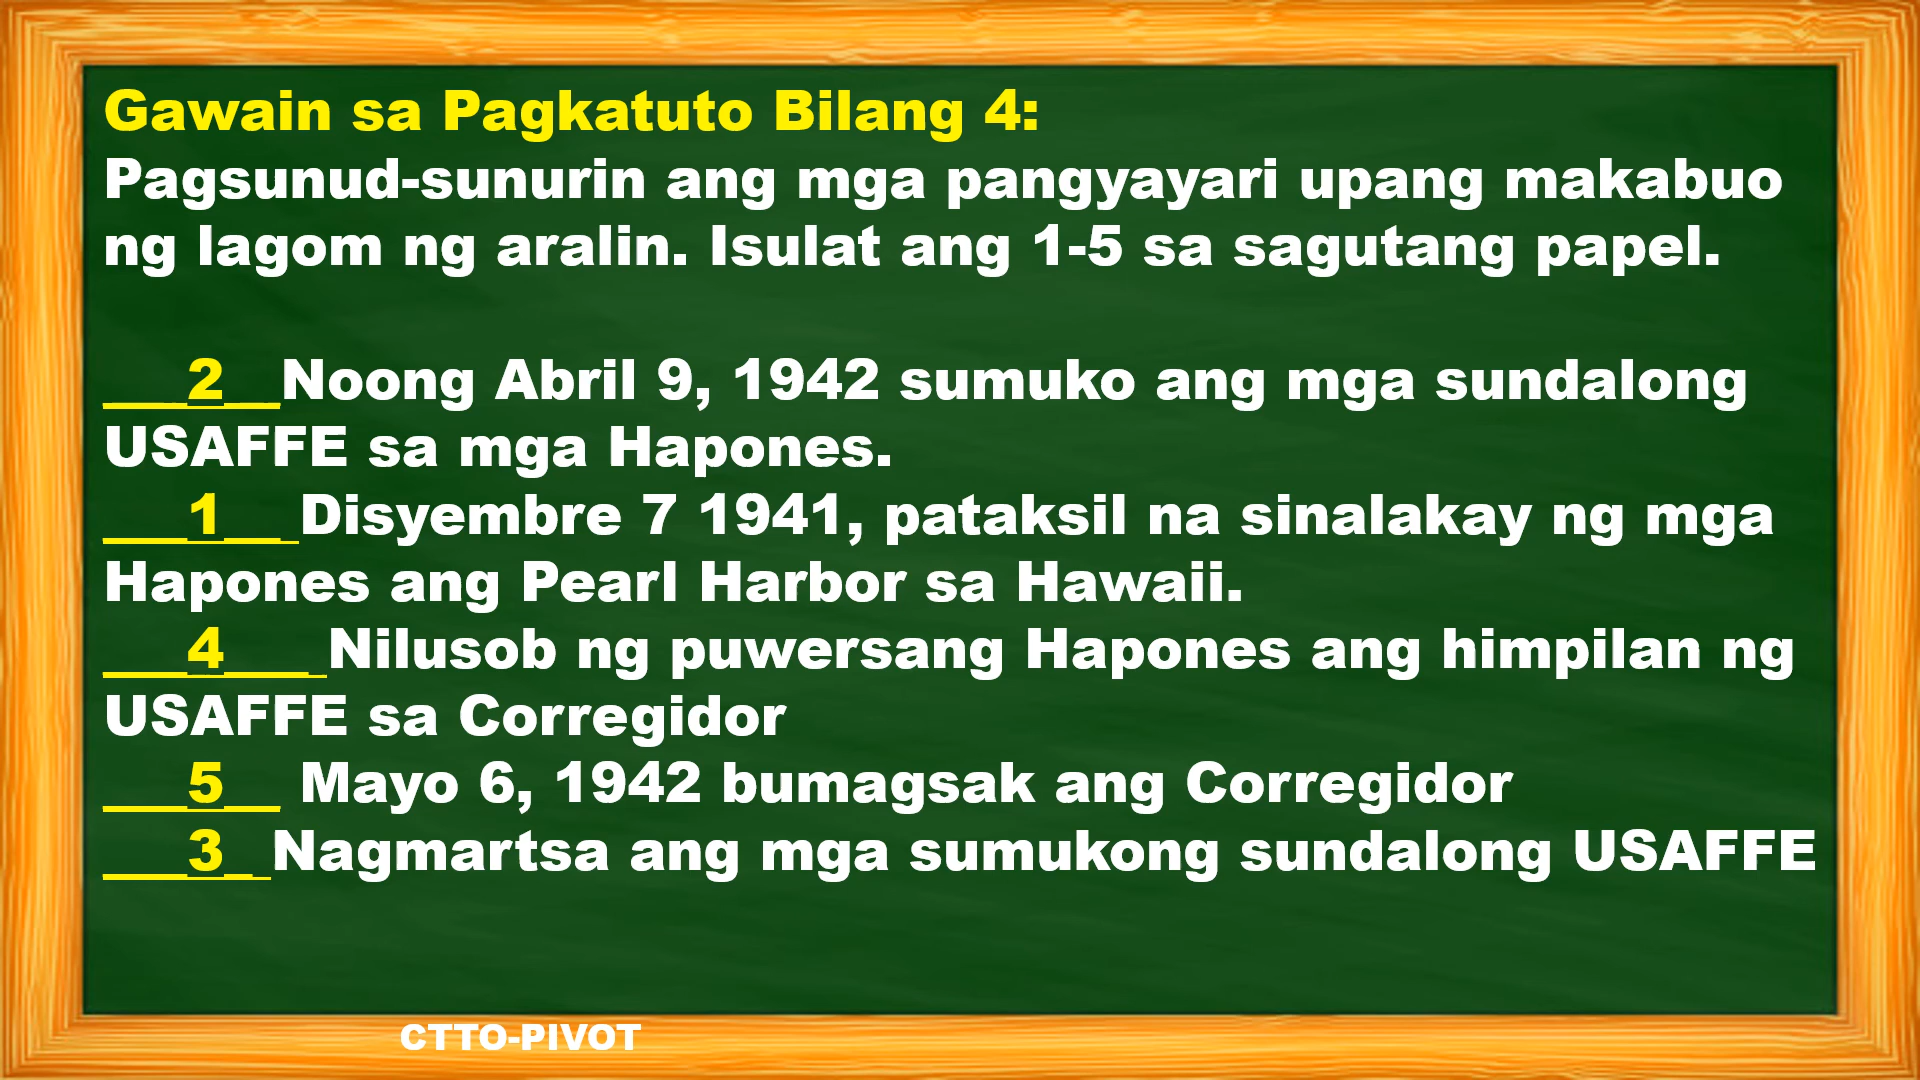 Gawain sa Pagkatuto Bilang 4:
Pagsunud-sunurin ang mga pangyayari upang makabuo
ng lagom ng aralin. Isulat ang 1-5 sa sagutang papel.
___2__Noong Abril 9, 1942 sumuko ang mga sundalong
USAFFE sa mga Hapones.
___1___Disyembre 7 1941, pataksil na sinalakay ng mga
Hapones ang Pearl Harbor sa Hawaii.
___4____Nilusob ng puwersang Hapones ang himpilan ng
USAFFE sa Corregidor
___5__ Mayo 6, 1942 bumagsak ang Corregidor
___3__Nagmartsa ang mga sumukong sundalong USAFFE
CTTO-PIVOT